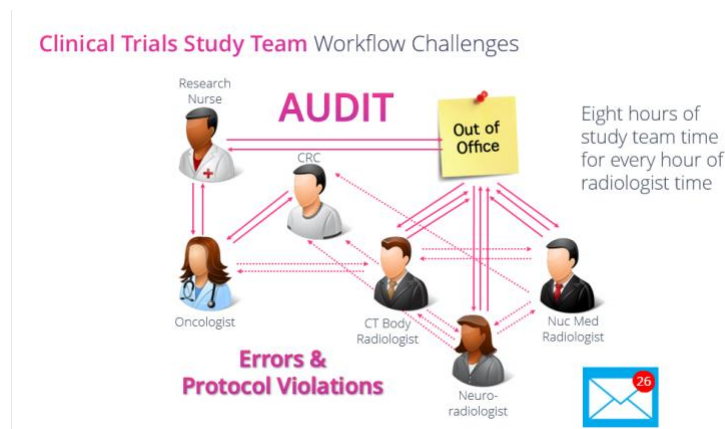 Clinical Trials Study Team Workflow Challenges
Research
Nurse
AUDIT
Out of
Office
Eight hours of
study team time
for every hour of
radiologist time
CRC
Oncologist
CT Body
Radiologist
Nuc Med
Radiologist
Errors &
Protocol Violations
Neuro-
radiologist
26